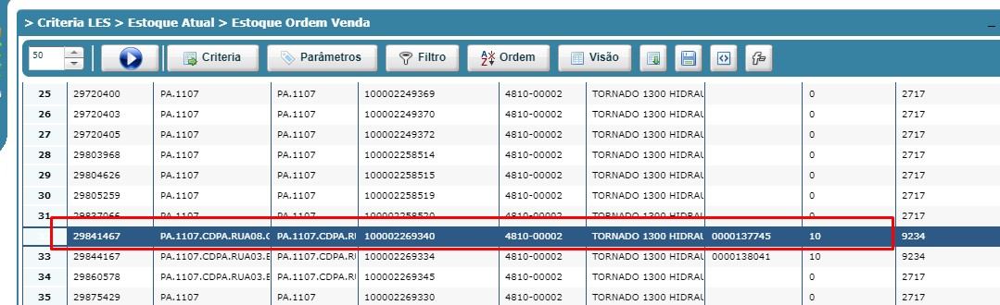 > Criteria LES > Estoque Atual > Estoque Ordem Venda
50 Criteria Parâmetros Filtro Ordem Visão
25 29720400 PA.1107 PA.1107 100002249369 4810-00002 TORNADO 1300 HIDRAU 0 2717
26 29720403 PA.1107 PA.1107 100002249370 4810-00002 TORNADO 1300 HIDRAU 0 2717
27 29720405 PA.1107 PA.1107 100002249372 4810-00002 TORNADO 1300 HIDRAU 0 2717
28 29803968 PA.1107 PA.1107 100002258514 4810-00002 TORNADO 1300 HIDRAU 0 2717
29 29804626 PA.1107 PA.1107 100002258515 4810-00002 TORNADO 1300 HIDRAU 0 2717
30 29805259 PA.1107 PA.1107 100002258519 4810-00002 TORNADO 1300 HIDRAU 0 2717
31 29837066 PA.1107 PA.1107 100002258520 4810-00002 TORNADO 1300 HIDRAU 0 2717
29841467 PA.1107.CDPA.RUA08.C PA.1107.CDPA.RU 100002269340 4810-00002 TORNADO 1300 HIDRAU 0000137745 10 9234
33 29844167 PA.1107.CDPA.RUA03.E PA.1107.CDPA.RU 100002269334 4810-00002 TORNADO 1300 HIDRAU 0000138041 10 9234
34 29860578 PA.1107.CDPA.RUA03.E PA.1107.CDPA.RU 100002269345 4810-00002 TORNADO 1300 HIDRAU 0 2717
35 29875429 PA.1107 PA.1107 100002269330 4810-00002 TORNADO 1300 HIDRAU 0 2717